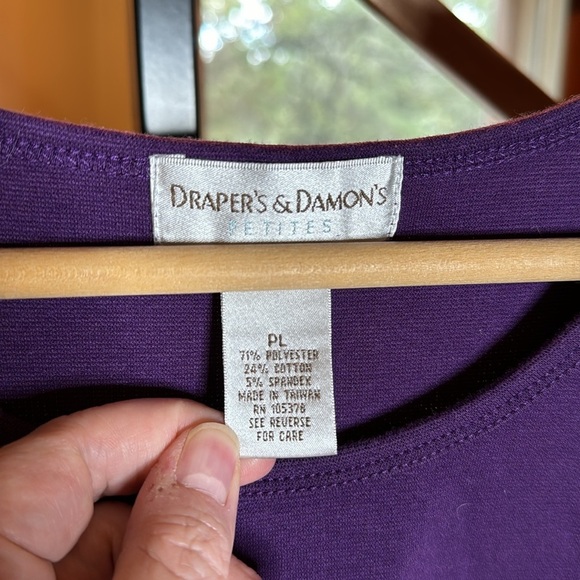 DRAPER'S & DAMON'S
PETITES
PL
71% POLYESTER
24% COTTON
5% SPANDEX
MADE IN TAIWAN
RN 105378
SEE REVERSE
FOR CARE